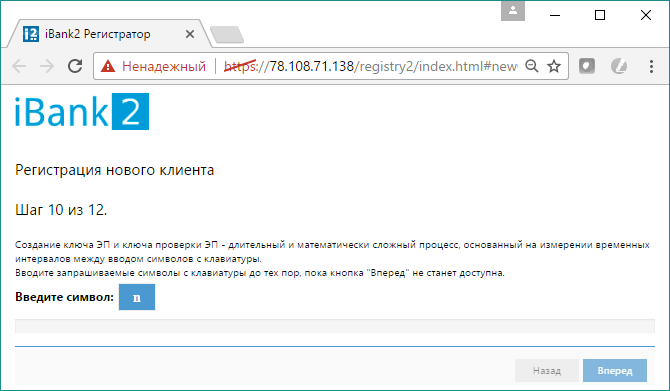 iBank2 Регистратор
Ненадежный https://78.108.71.138/registry2/index.html#new
iBank 2
Регистрация нового клиента
Шаг 10 из 12.
Создание ключа ЭП и ключа проверки ЭП - длительный и математически сложный процесс, основанный на измерении временных
интервалов между вводом символов с клавиатуры.
Вводите запрашиваемые символы с клавиатуры до тех пор, пока кнопка "Вперед" не станет доступна.
Введите символ: n
Назад Вперед